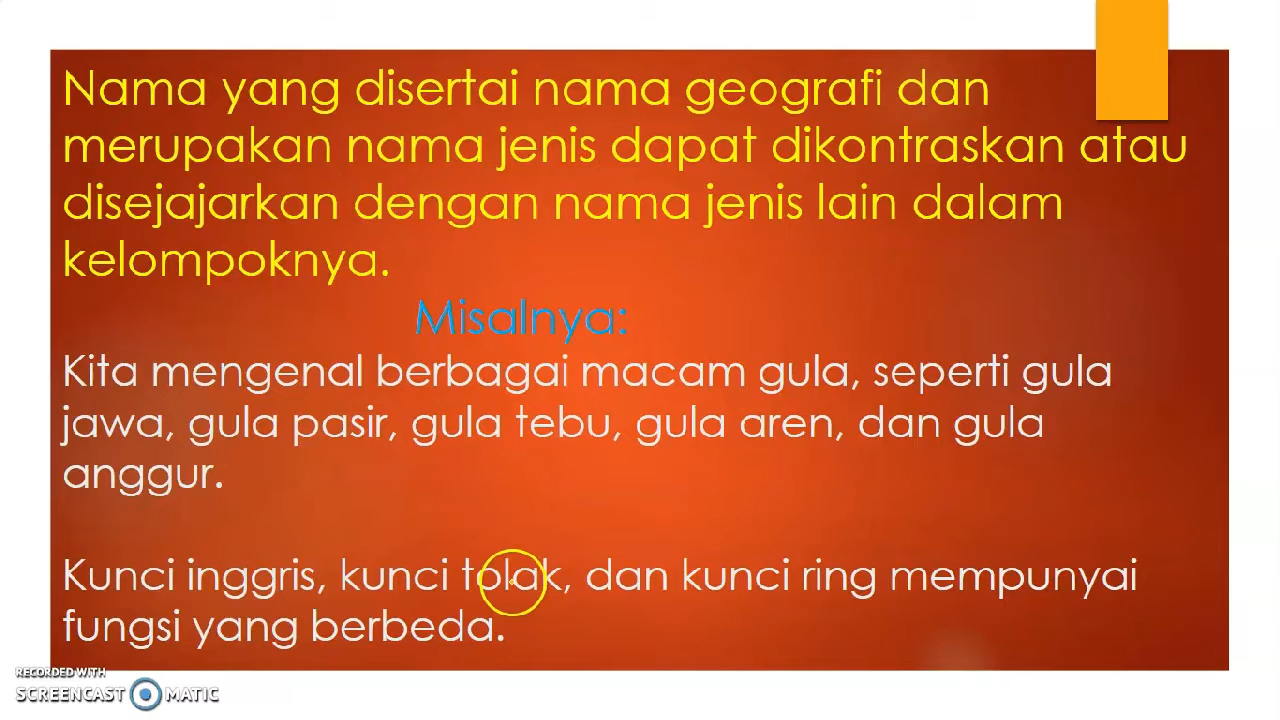 Nama yang disertai nama geografi dan
merupakan nama jenis dapat dikontraskan atau
disejajarkan dengan nama jenis lain dalam
kelompoknya.
Misalnya:
Kita mengenal berbagai macam gula, seperti gula
jawa, gula pasir, gula tebu, gula aren, dan gula
anggur.
Kunci inggris, kunci tolak, dan kunci ring mempunyai
fungsi yang berbeda.
RECORDED WITH
SCREENCAST MATIC